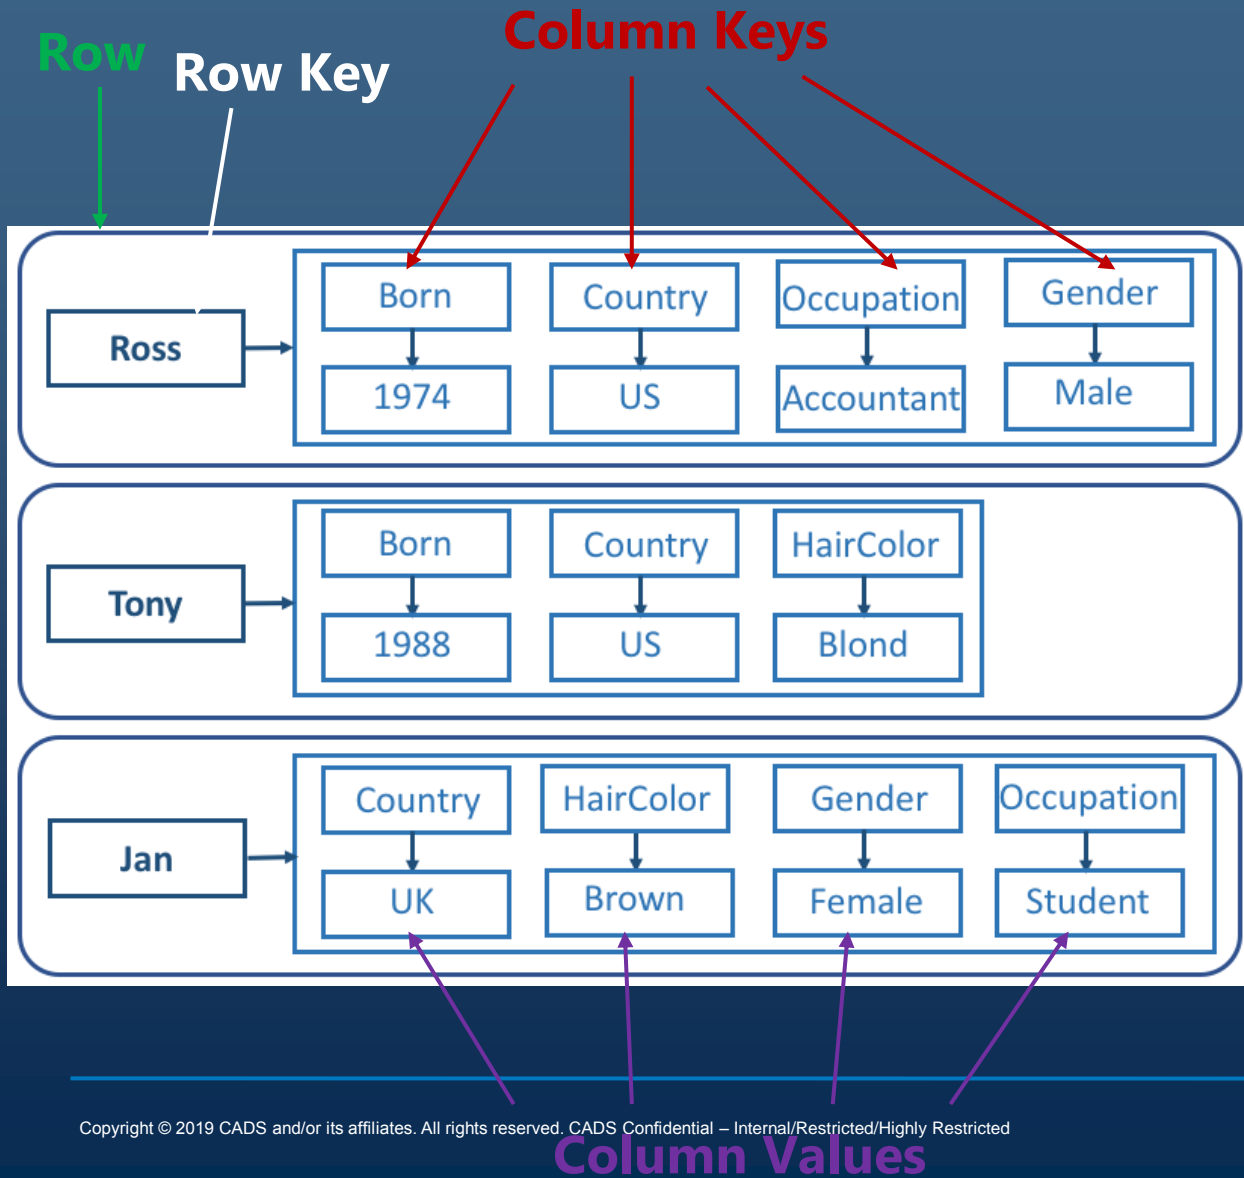 Column Keys
Row
Row Key
Born
Country
Occupation
Gender
Ross
1974
US
Accountant
Male
Born
Country
HairColor
Tony
1988
US
Blond
Country
HairColor
Gender
Occupation
Jan
UK
Brown
Female
Student
Copyright © 2019 CADS and/or its affiliates. All rights reserved. CADS Confidential – Internal/Restricted/Highly Restricted
Column Values